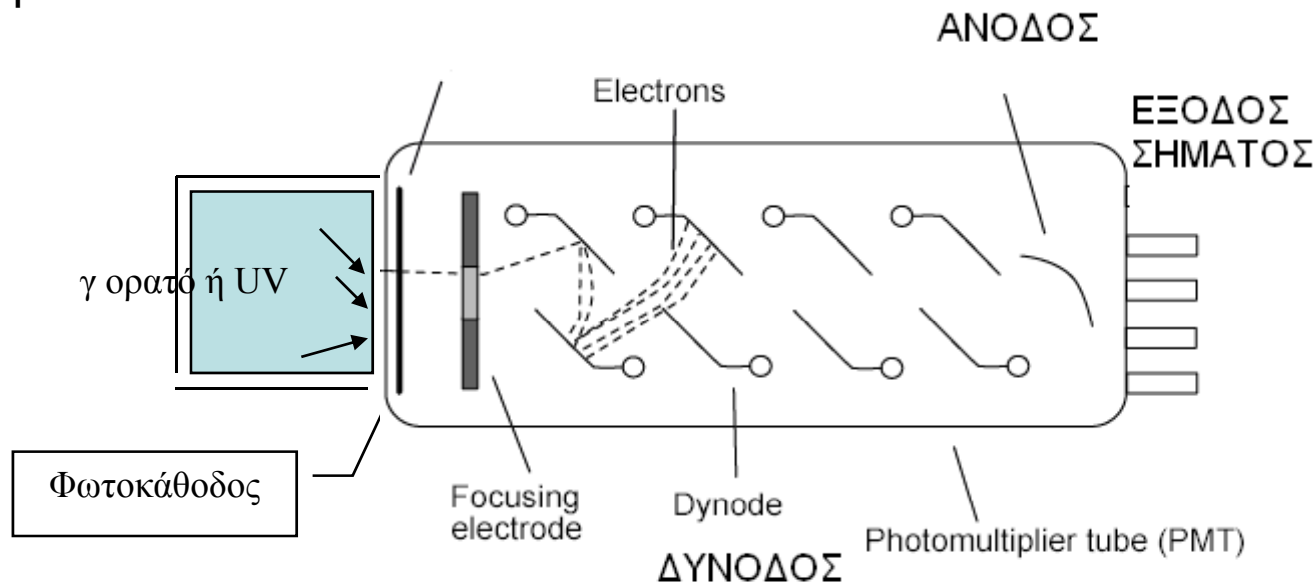 ΑΝΟΔΟΣ
Electrons
ΕΞΟΔΟΣ
ΣΗΜΑΤΟΣ
γ ορατό ή UV
Φωτοκάθοδος
Focusing
electrode
Dynode
ΔΥΝΟΔΟΣ
Photomultiplier tube (PMT)